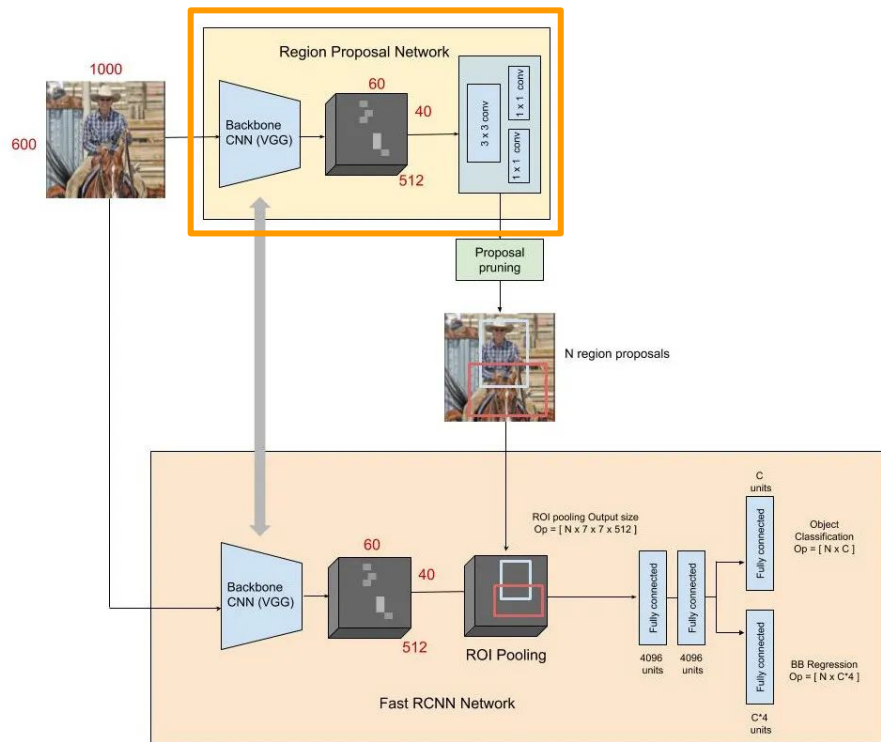 Region Proposal Network
1000
600
Backbone
CNN (VGG)
60
40
512
3 x 3 conv
1 x 1 conv
1 x 1 conv
Proposal
pruning
N region proposals
Backbone
CNN (VGG)
60
40
512
ROI pooling Output size
Op = [ N x 7 x 7 x 512 ]
ROI Pooling
Fully connected
4096
units
Fully connected
4096
units
C
units
Fully connected
Object
Classification
Op = [ N x C ]
Fully connected
C*4
units
BB Regression
Op = [ N x C*4 ]
Fast RCNN Network